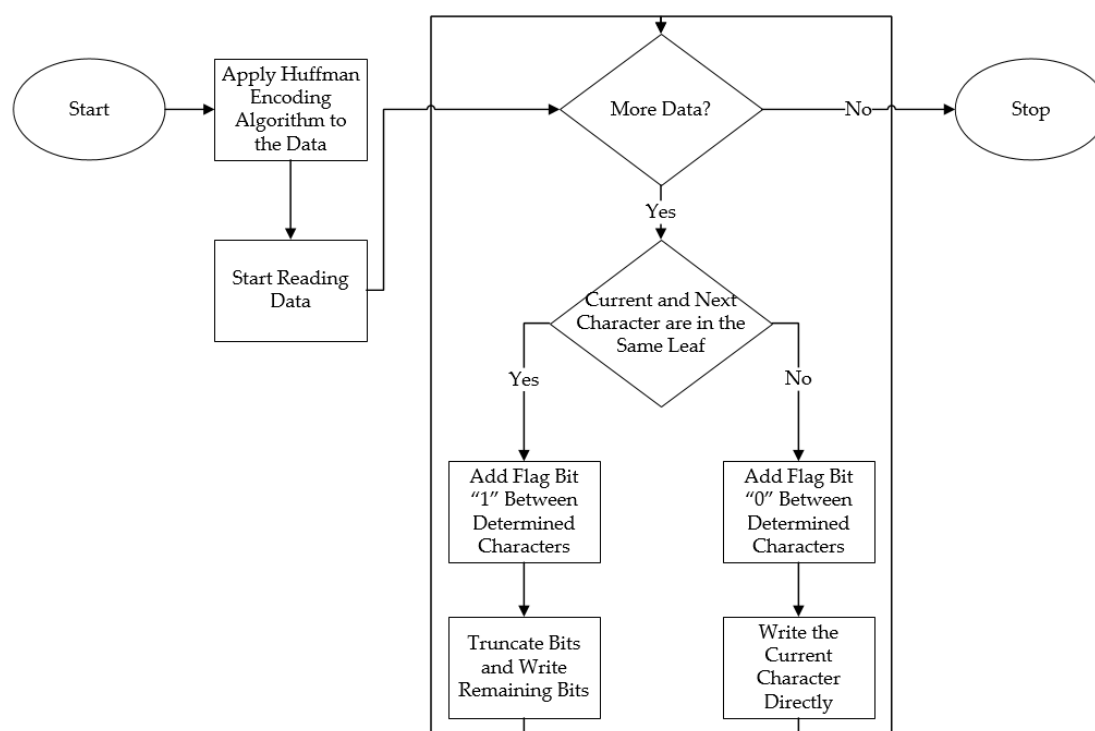 Start
Apply Huffman
Encoding
Algorithm to
the Data
More Data?
No
Stop
Yes
Start Reading
Data
Current and Next
Character are in the
Same Leaf
Yes
No
Add Flag Bit
“1” Between
Determined
Characters
Add Flag Bit
“0” Between
Determined
Characters
Truncate Bits
and Write
Remaining Bits
Write the
Current
Character
Directly